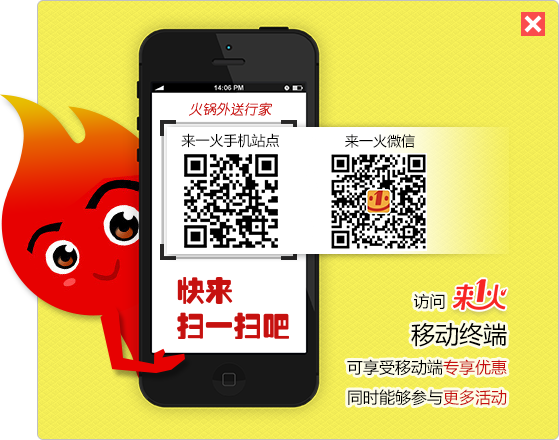 14:06 PM
火锅外送行家
来一火手机站点
来一火微信
快来
扫一扫吧
访问 来1火
移动终端
可享受移动端专享优惠
同时能够参与更多活动